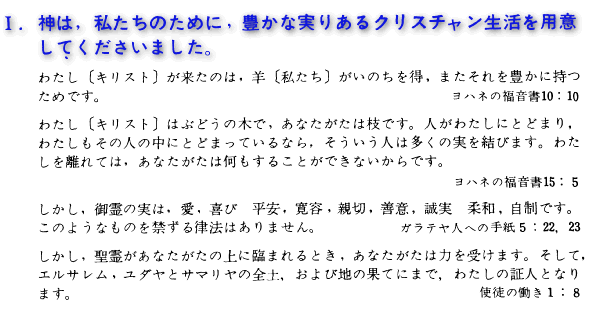 I. 神は，私たちのために，豊かな実りあるクリスチャン生活を用意
してくださいました。
わたし〔キリスト〕が来たのは，羊〔私たち〕がいのちを得，またそれを豊かに持つ
ためです。 ヨハネの福音書10：10
わたし〔キリスト〕はぶどうの木で，あなたがたは枝です。人がわたしにとどまり，
わたしもその人の中にとどまっているなら，そういう人は多くの実を結びます。わた
しを離れては，あなたがたは何もすることができないからです。
ヨハネの福音書15：5
しかし，御霊の実は，愛，喜び　平安，寛容，親切，善意，誠実　柔和，自制です。
このようなものを禁ずる律法はありません。 ガラテヤ人への手紙5：22，23
しかし，聖霊があなたがたの上に臨まれるとき，あなたがたは力を受けます。そして，
エルサレム，ユダヤとサマリヤの全土，および地の果てにまで，わたしの証人となり
ます。 使徒の働き1：8